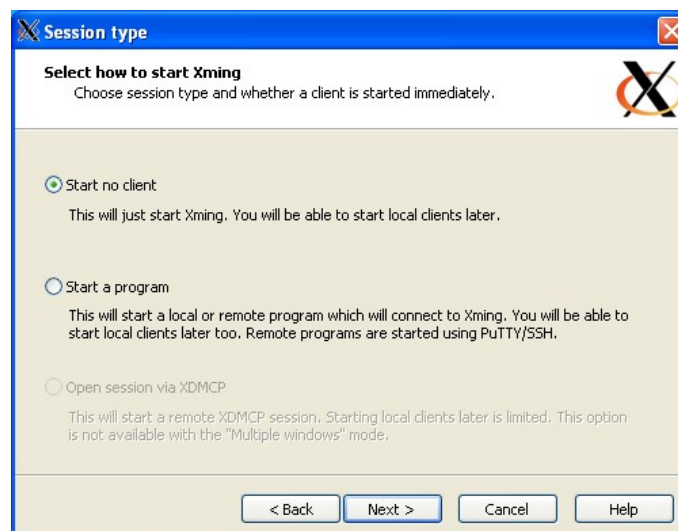 Session type
Select how to start Xming
Choose session type and whether a client is started immediately.
Start no client
This will just start Xming. You will be able to start local clients later.
Start a program
This will start a local or remote program which will connect to Xming. You will be able to
start local clients later too. Remote programs are started using PuTTY/SSH.
Open session via XDMCP
This will start a remote XDMCP session. Starting local clients later is limited. This option
is not available with the "Multiple windows" mode.
< Back
Next >
Cancel
Help